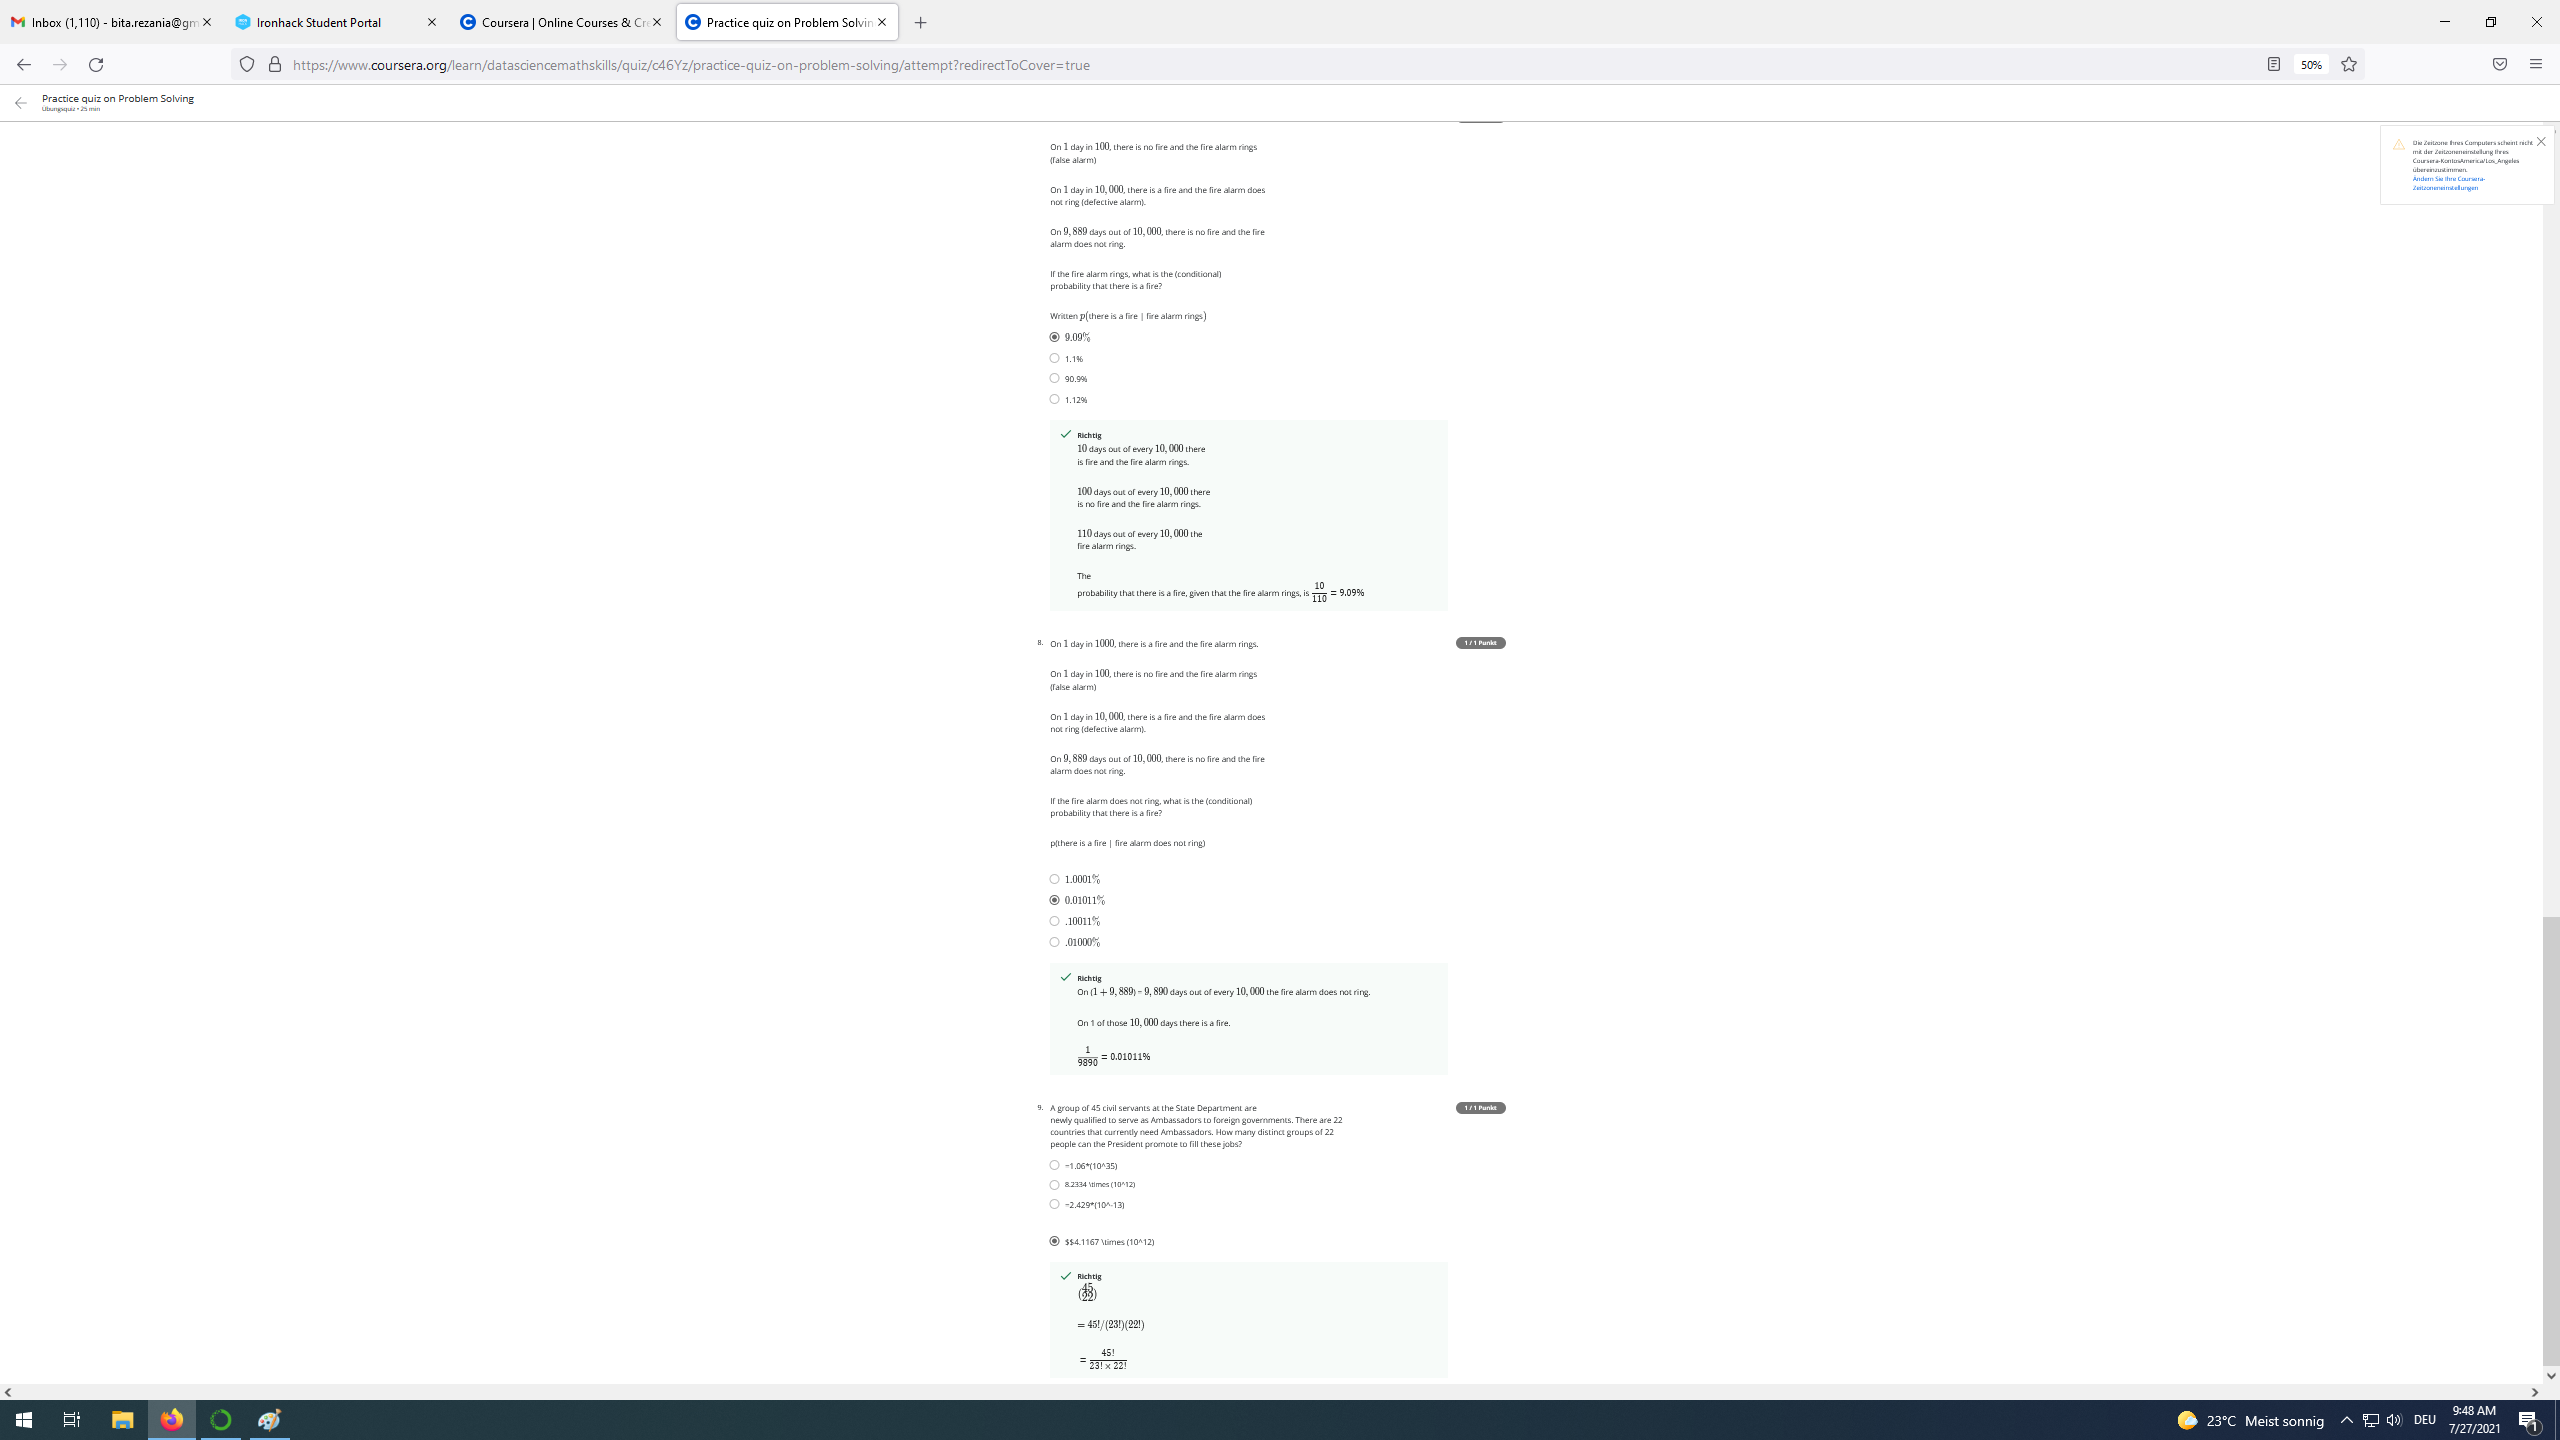 Inbox (1,110) - bita.rezania@gm
Ironhack Student Portal
Coursera | Online Courses & Cre
Practice quiz on Problem Solvin
https://www.coursera.org/learn/datasciencemathskills/quiz/c46Yz/practice-quiz-on-problem-solving/attempt?redirectToCover=true
50%
Practice quiz on Problem Solving
Übungsquiz • 25 min
Die Zeitzone Ihres Computers scheint nicht
mit der Zeitzoneneinstellung Ihres
Coursera-KontosAmerica/Los_Angeles
übereinzustimmen.
Ändern Sie Ihre Coursera-
Zeitzoneneinstellungen
On 1 day in 100, there is no fire and the fire alarm rings
(false alarm)
On 1 day in 10,000, there is a fire and the fire alarm does
not ring (defective alarm).
On 9,889 days out of 10,000, there is no fire and the fire
alarm does not ring.
If the fire alarm rings, what is the (conditional)
probability that there is a fire?
Written p(there is a fire | fire alarm rings)
9.09%
1.1%
90.9%
1.12%
Richtig
10 days out of every 10,000 there
is fire and the fire alarm rings.
100 days out of every 10,000 there
is no fire and the fire alarm rings.
110 days out of every 10,000 the
fire alarm rings.
The
probability that there is a fire, given that the fire alarm rings, is 10/110 = 9.09%
8. On 1 day in 1000, there is a fire and the fire alarm rings.
1 / 1 Punkt
On 1 day in 100, there is no fire and the fire alarm rings
(false alarm)
On 1 day in 10,000, there is a fire and the fire alarm does
not ring (defective alarm).
On 9,889 days out of 10,000, there is no fire and the fire
alarm does not ring.
If the fire alarm does not ring, what is the (conditional)
probability that there is a fire?
p(there is a fire | fire alarm does not ring)
1.0001%
0.01011%
.10011%
.01000%
Richtig
On (1 + 9,889) = 9,890 days out of every 10,000 the fire alarm does not ring.
On 1 of those 10,000 days there is a fire.
1/9890 = 0.01011%
9. A group of 45 civil servants at the State Department are
1 / 1 Punkt
newly qualified to serve as Ambassadors to foreign governments. There are 22
countries that currently need Ambassadors. How many distinct groups of 22
people can the President promote to fill these jobs?
=1.06*(10^35)
8.2334 \times (10^12)
=2.429*(10^-13)
$$4.1167 \times (10^12)
Richtig
(45/22)
= 45!/(23!)(22!)
= 45!/23! × 22!
23°C Meist sonnig
DEU
9:48 AM
7/27/2021
1